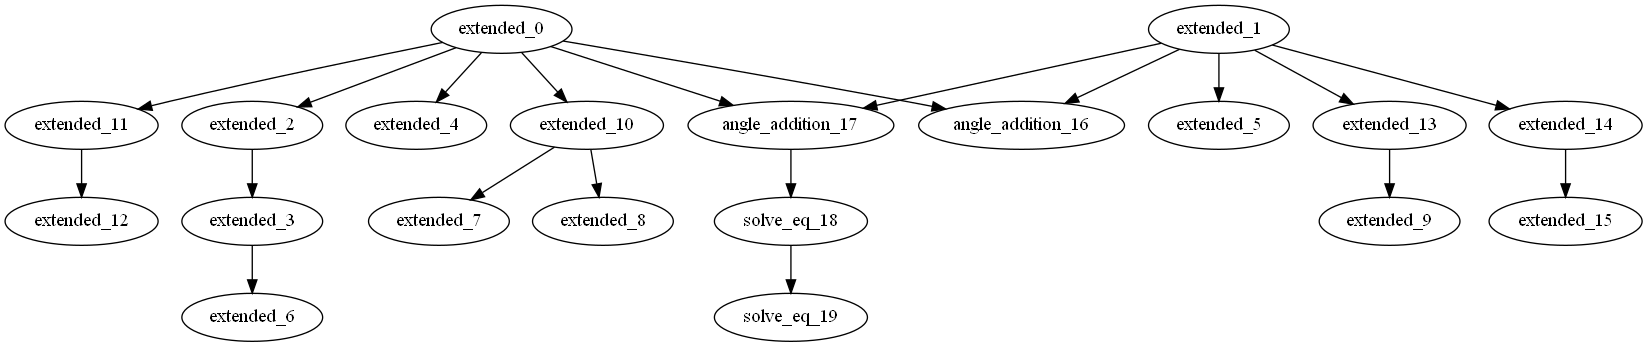 extended_0
extended_1
extended_11
extended_2
extended_4
extended_10
angle_addition_17
angle_addition_16
extended_5
extended_13
extended_14
extended_12
extended_3
extended_7
extended_8
solve_eq_18
extended_9
extended_15
extended_6
solve_eq_19